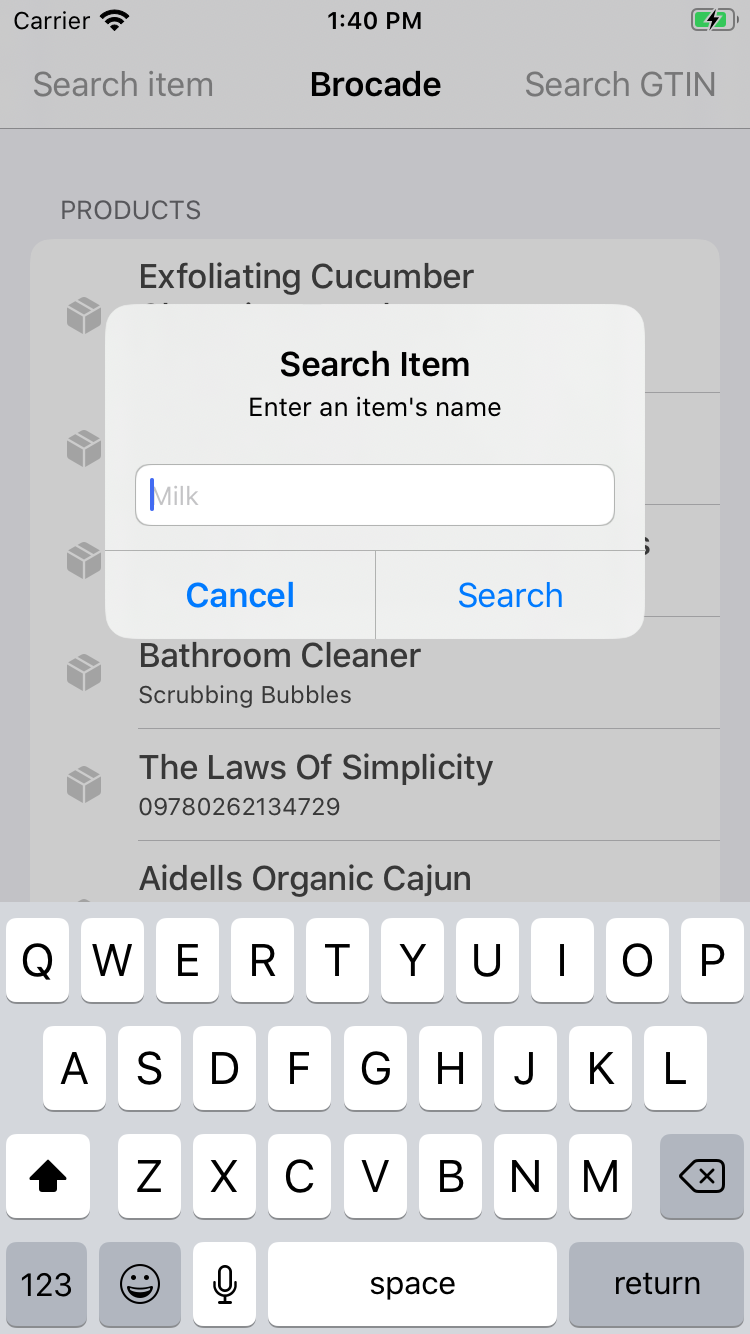 Carrier 1:40 PM
Search item Brocade Search GTIN
PRODUCTS
Exfoliating Cucumber
Search Item
Enter an item's name
Milk
Cancel Search
Bathroom Cleaner
Scrubbing Bubbles
The Laws Of Simplicity
09780262134729
Aidells Organic Cajun
Q W E R T Y U I O P
A S D F G H J K L
Z X C V B N M
123 space return